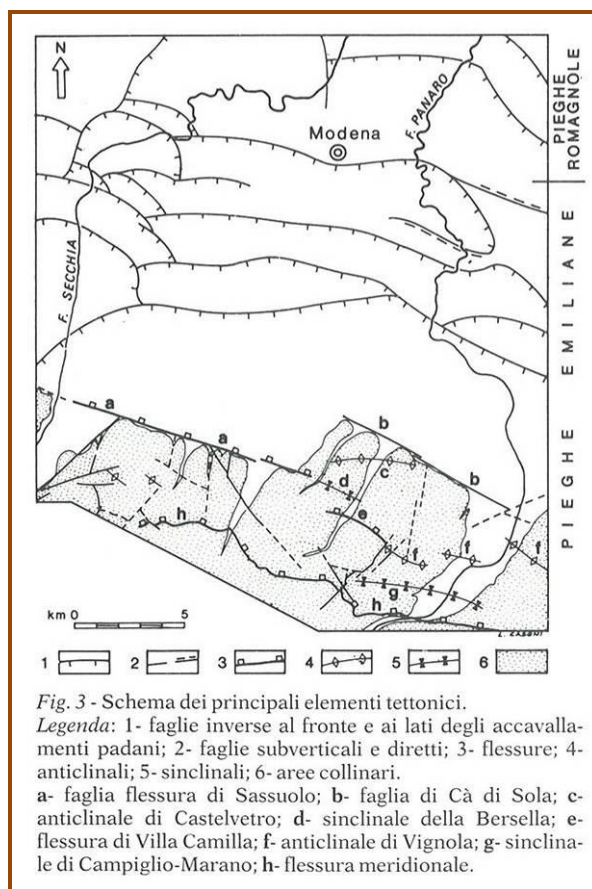 N
F. PANARO
PIEGHE
ROMAGNOLE
Modena
F. SECCHIA
PIEGHE EMILIANE
a
b
a
c
b
d
e
h
f
f
f
g
h
km 0 5
1 2 3 4 5 6
Fig. 3 - Schema dei principali elementi tettonici.
Legenda: 1- faglie inverse al fronte e ai lati degli accavalla-
menti padani; 2- faglie subverticali e diretti; 3- flessure; 4-
anticlinali; 5- sinclinali; 6- aree collinari.
a- faglia flessura di Sassuolo; b- faglia di Cà di Sola; c-
anticlinale di Castelvetro; d- sinclinale della Bersella; e-
flessura di Villa Camilla; f- anticlinale di Vignola; g- sinclina-
le di Campiglio-Marano; h- flessura meridionale.